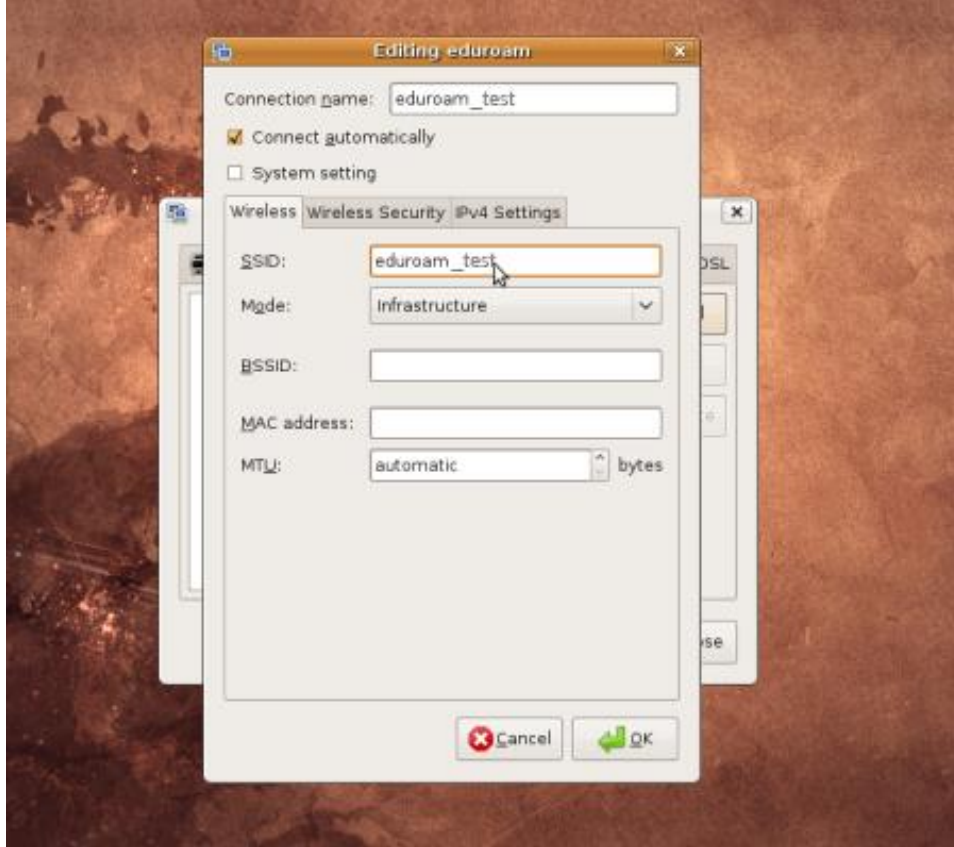 Editing eduroam
Connection name: eduroam_test
Connect automatically
System setting
Wireless Wireless Security IPv4 Settings
SSID: eduroam_test
DSL
Mode: Infrastructure
BSSID:
MAC address:
MTU: automatic bytes
Cancel OK